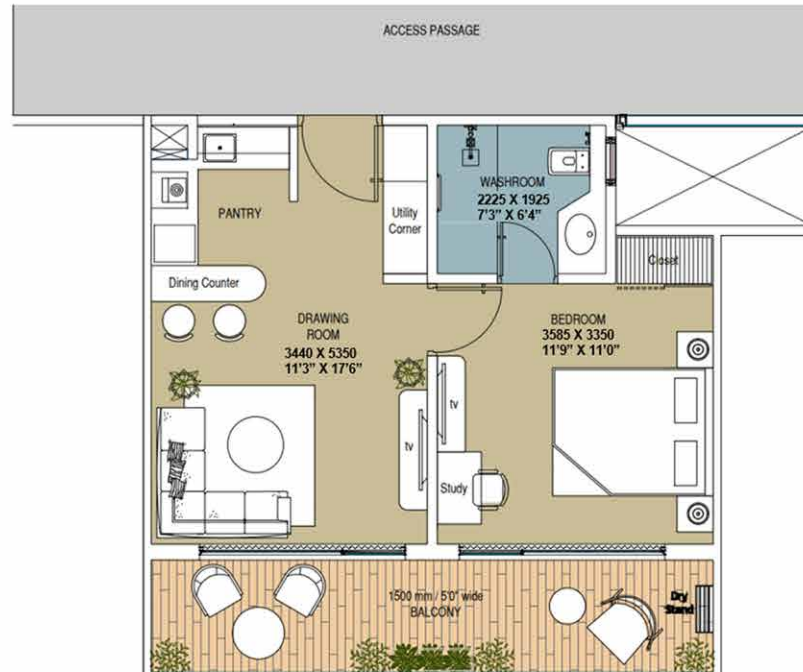 ACCESS PASSAGE
WASHROOM
2225 X 1925
7'3" X 6'4"
PANTRY
Utility
Corner
Closet
Dining Counter
DRAWING
ROOM
3440 X 5350
11'3" X 17'6"
BEDROOM
3585 X 3350
11'9" X 11'0"
tv
tv
Study
1500 mm / 5'0" wide
BALCONY
Dry
Stand